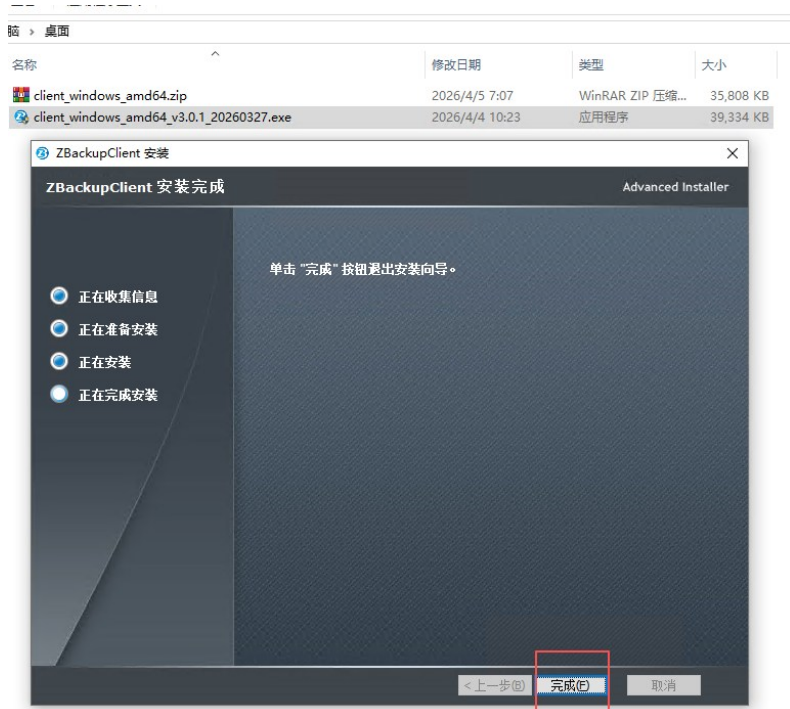 脑 › 桌面
名称 修改日期 类型 大小
client_windows_amd64.zip 2026/4/5 7:07 WinRAR ZIP 压缩... 35,808 KB
client_windows_amd64_v3.0.1_20260327.exe 2026/4/4 10:23 应用程序 39,334 KB
ZBackupClient 安装
ZBackupClient 安装完成 Advanced Installer
单击 "完成" 按钮退出安装向导。
正在收集信息
正在准备安装
正在安装
正在完成安装
<上一步(B) 完成(F) 取消